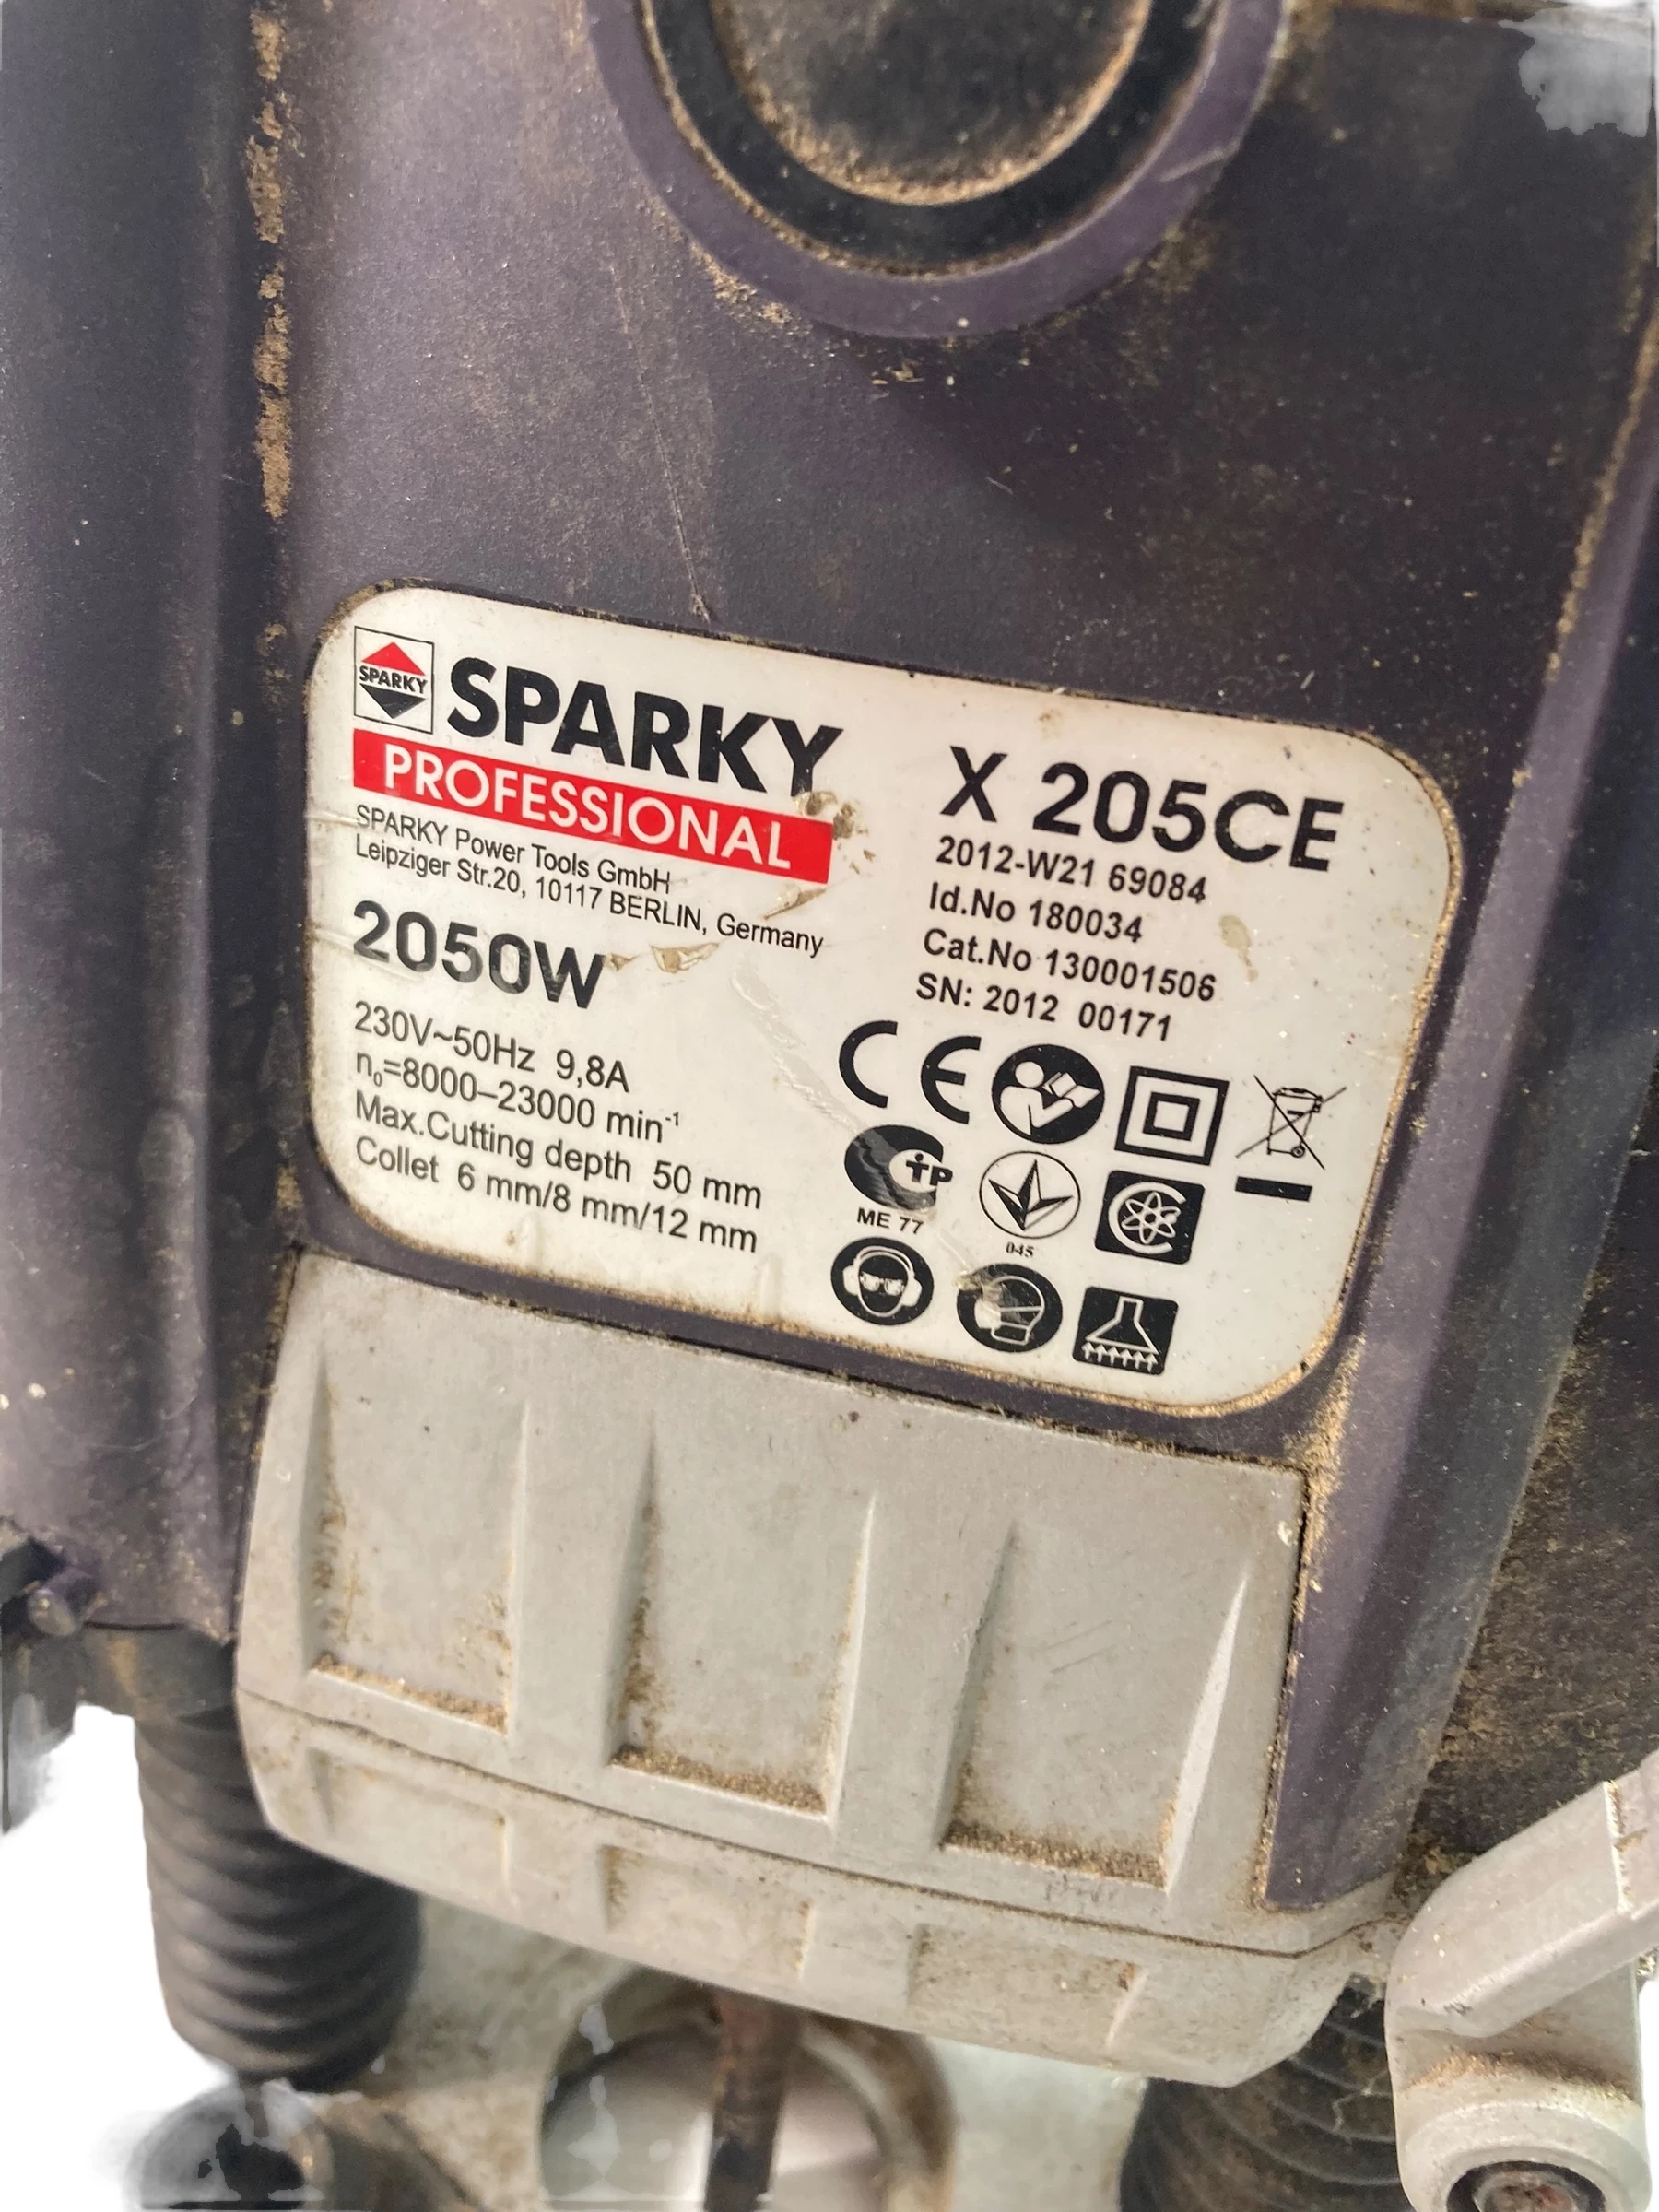 SPARKY
SPARKY
PROFESSIONAL
SPARKY Power Tools GmbH
Leipziger Str.20, 10117 BERLIN, Germany
2050W
230V~50Hz 9,8A
n₀=8000–23000 min⁻¹
Max.Cutting depth 50 mm
Collet 6 mm/8 mm/12 mm
X 205CE
2012-W21 69084
Id.No 180034
Cat.No 130001506
SN: 2012 00171
CE
TP
ME 77
045